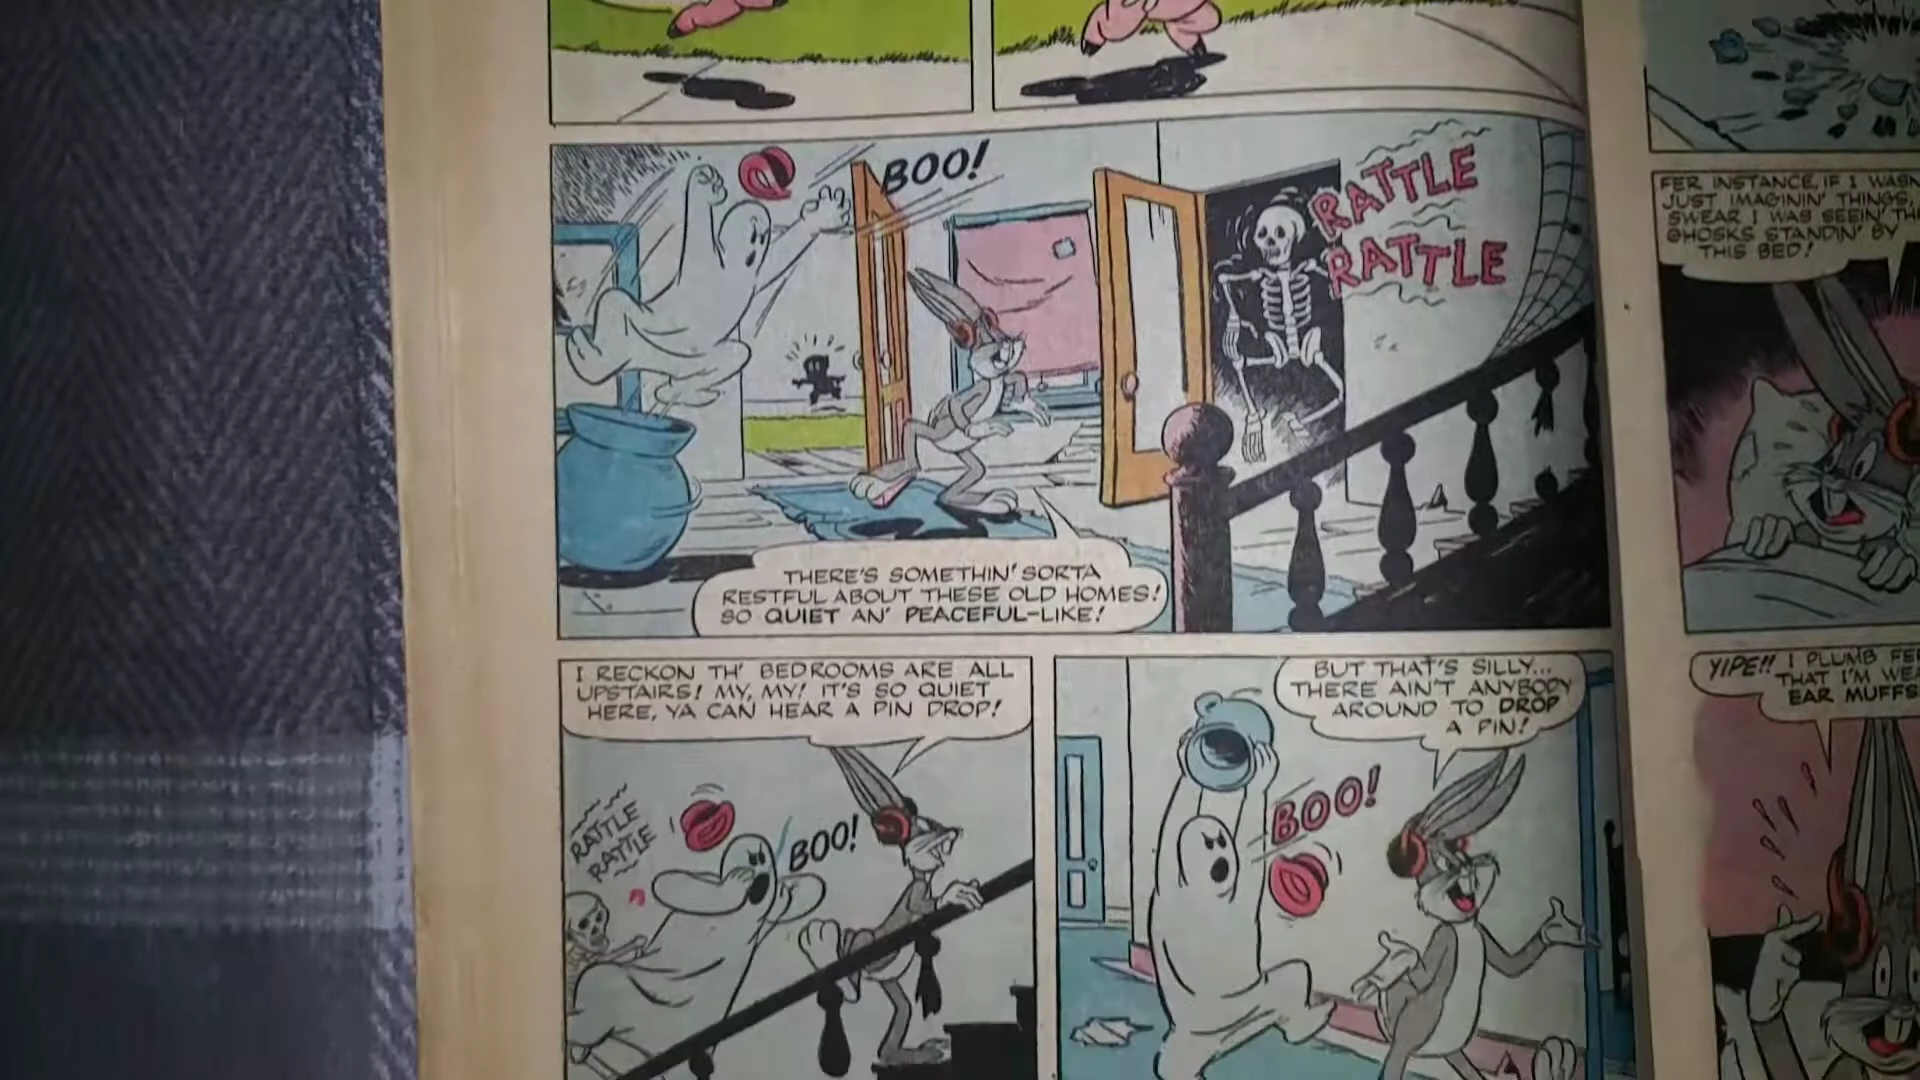 BOO!
RATTLE
RATTLE
THERE'S SOMETHIN' SORTA
RESTFUL ABOUT THESE OLD HOMES!
SO QUIET AN' PEACEFUL-LIKE!
I RECKON TH' BEDROOMS ARE ALL
UPSTAIRS! MY, MY! IT'S SO QUIET
HERE, YA CAN HEAR A PIN DROP!
RATTLE
RATTLE
BOO!
BUT THAT'S SILLY...
THERE AIN'T ANYBODY
AROUND TO DROP
A PIN!
BOO!
FER INSTANCE, IF I
JUST IMAGININ' THINGS,
SWEAR I WAS SEEIN'
GHOSKS STANDIN' BY
THIS BED!
YIPE!! I PLUMB
THAT I'M
EAR MUFFS